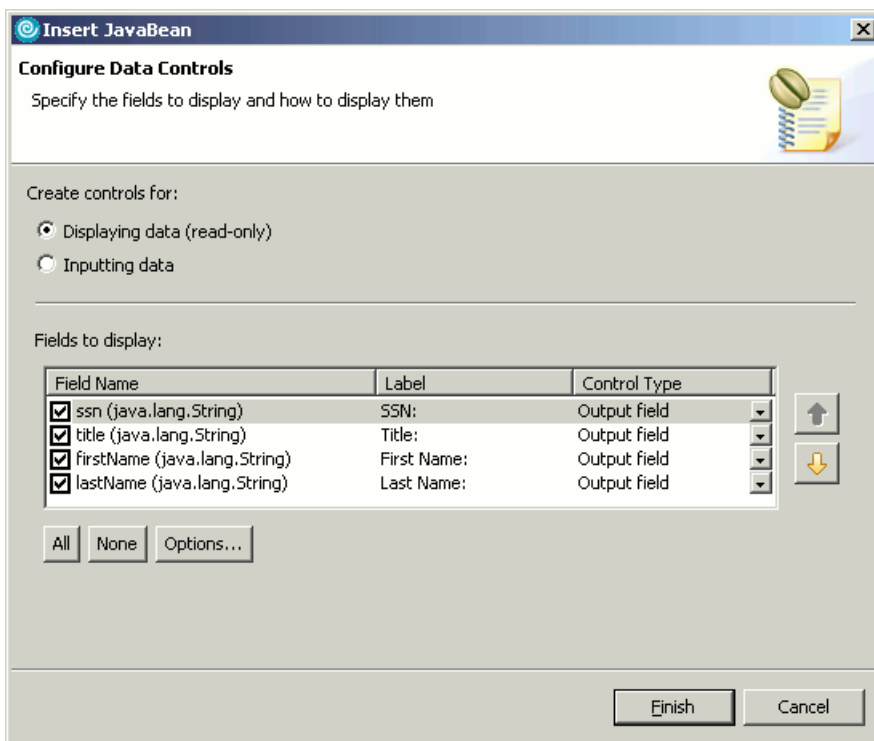 Insert JavaBean
Configure Data Controls
Specify the fields to display and how to display them
Create controls for:
Displaying data (read-only)
Inputting data
Fields to display:
Field Name Label Control Type
ssn (java.lang.String) SSN: Output field
title (java.lang.String) Title: Output field
firstName (java.lang.String) First Name: Output field
lastName (java.lang.String) Last Name: Output field
All None Options...
Finish Cancel